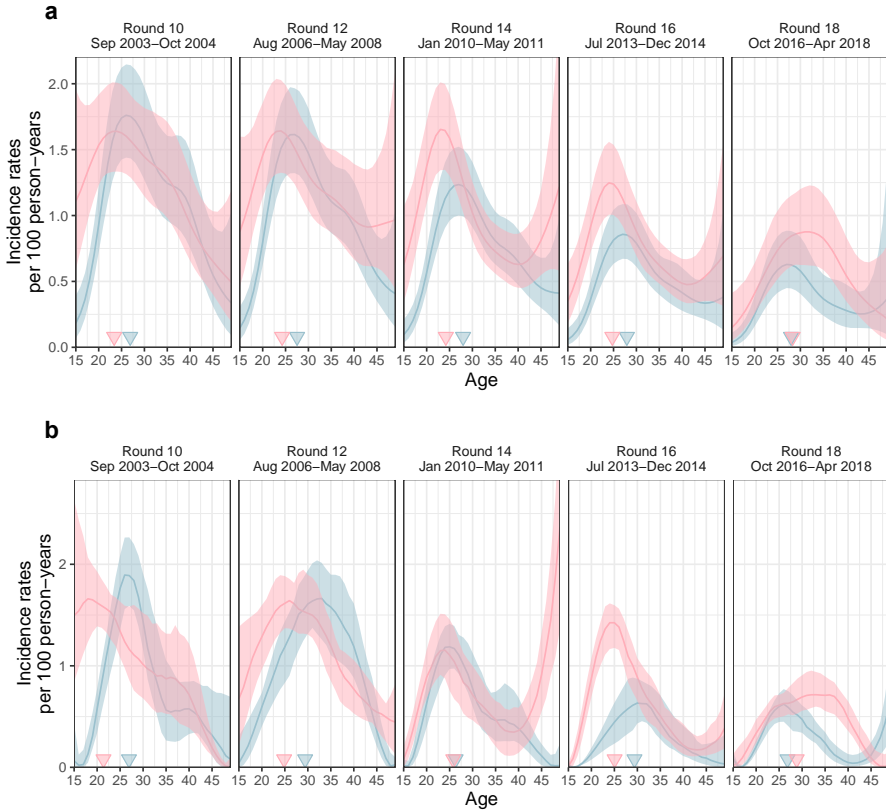 a
Round 10
Sep 2003–Oct 2004
Round 12
Aug 2006–May 2008
Round 14
Jan 2010–May 2011
Round 16
Jul 2013–Dec 2014
Round 18
Oct 2016–Apr 2018
Incidence rates
per 100 person–years
2.0
1.5
1.0
0.5
0.0
15 20 25 30 35 40 45
15 20 25 30 35 40 45
15 20 25 30 35 40 45
15 20 25 30 35 40 45
15 20 25 30 35 40 45
Age
b
Round 10
Sep 2003–Oct 2004
Round 12
Aug 2006–May 2008
Round 14
Jan 2010–May 2011
Round 16
Jul 2013–Dec 2014
Round 18
Oct 2016–Apr 2018
Incidence rates
per 100 person–years
2
1
0
15 20 25 30 35 40 45
15 20 25 30 35 40 45
15 20 25 30 35 40 45
15 20 25 30 35 40 45
15 20 25 30 35 40 45
Age